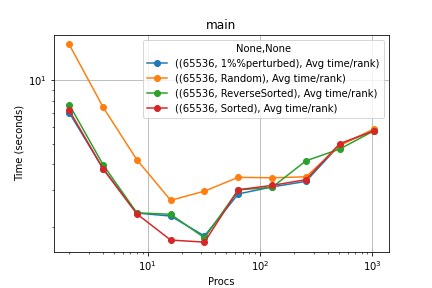 main
None,None
((65536, 1%%perturbed), Avg time/rank)
((65536, Random), Avg time/rank)
((65536, ReverseSorted), Avg time/rank)
((65536, Sorted), Avg time/rank)
Time (seconds)
10¹
10¹ 10² 10³
Procs